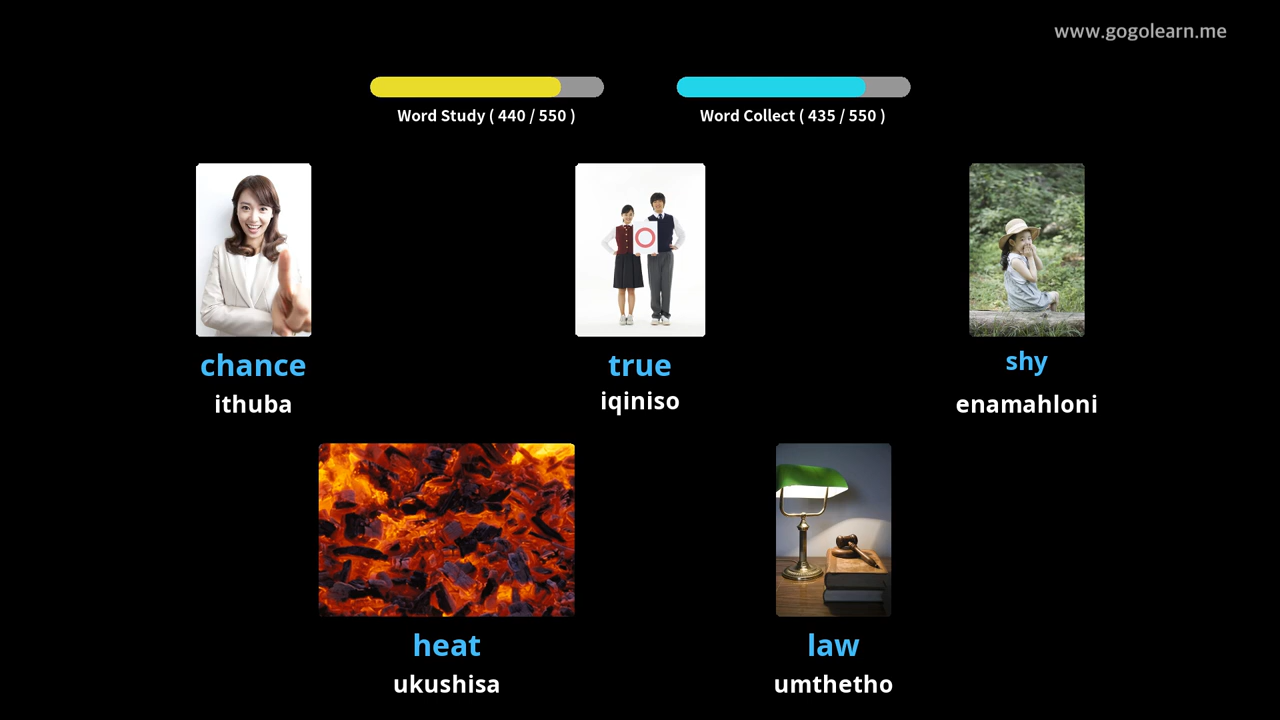 www.gogolearn.me
Word Study ( 440 / 550 )
Word Collect ( 435 / 550 )
chance
ithuba
true
iqiniso
shy
enamahloni
heat
ukushisa
law
umthetho